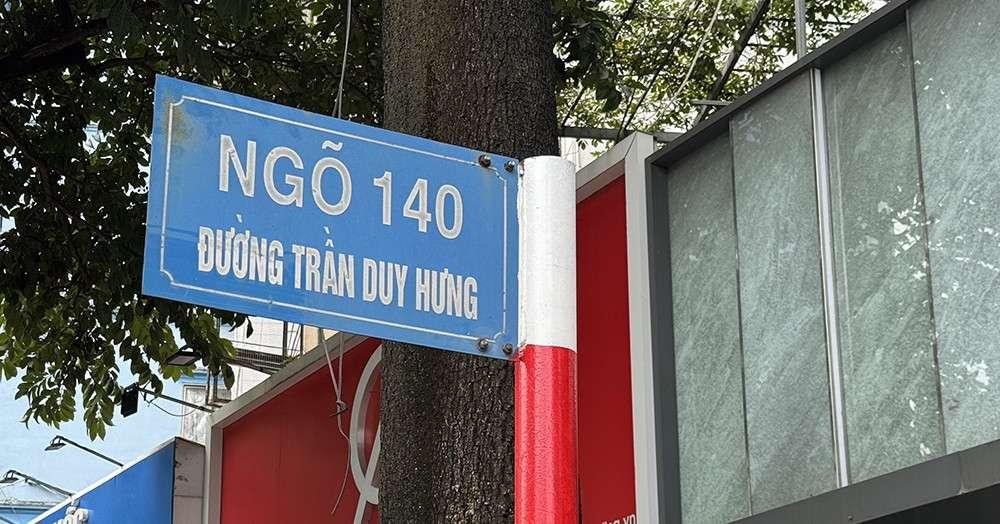 NGÕ 140
ĐƯỜNG TRẦN DUY HƯNG